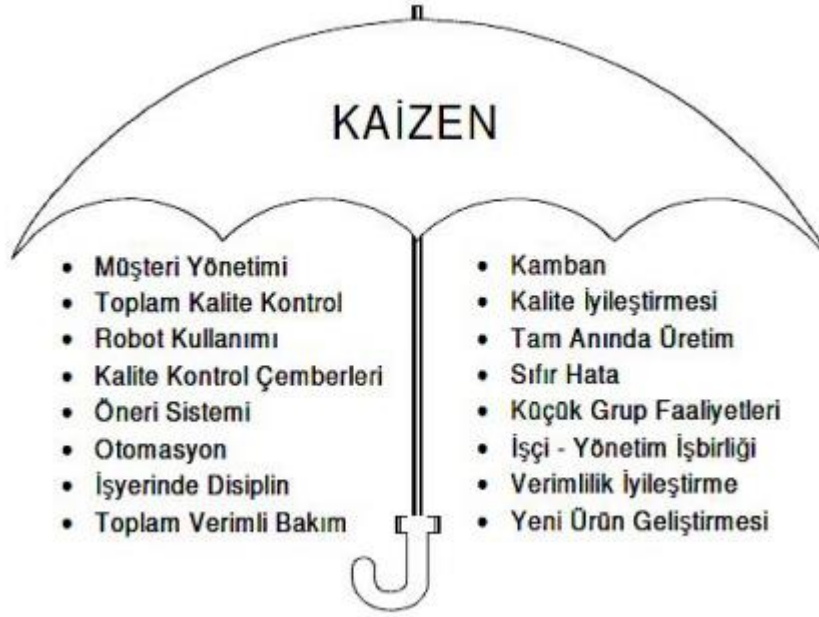 KAİZEN
• Müşteri Yönetimi
• Toplam Kalite Kontrol
• Robot Kullanımı
• Kalite Kontrol Çemberleri
• Öneri Sistemi
• Otomasyon
• İşyerinde Disiplin
• Toplam Verimli Bakım
• Kamban
• Kalite İyileştirmesi
• Tam Anında Üretim
• Sıfır Hata
• Küçük Grup Faaliyetleri
• İşçi - Yönetim İşbirliği
• Verimlilik İyileştirme
• Yeni Ürün Geliştirmesi